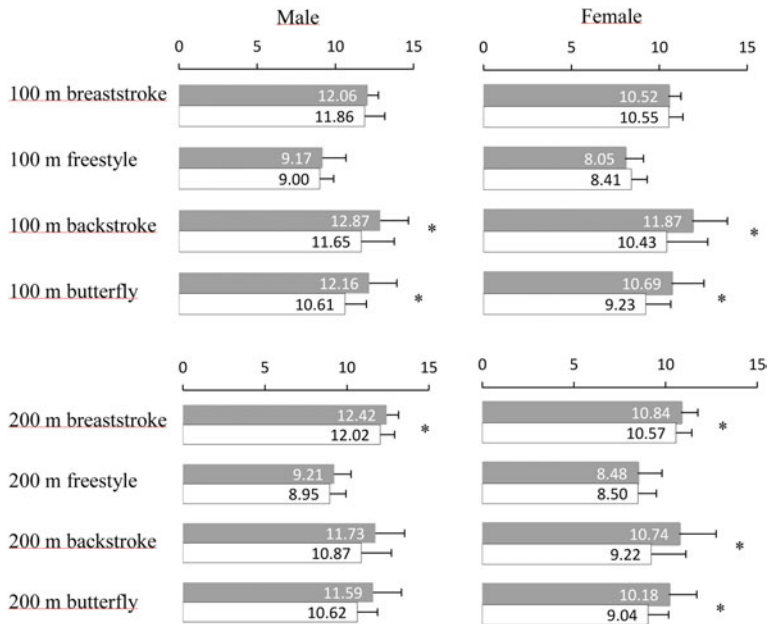 Male Female
0 5 10 15 0 5 10 15
100 m breaststroke 12.06 10.52
11.86 10.55
100 m freestyle 9.17 8.05
9.00 8.41
100 m backstroke 12.87 * 11.87 *
11.65 10.43
100 m butterfly 12.16 * 10.69 *
10.61 9.23
0 5 10 15 0 5 10 15
200 m breaststroke 12.42 * 10.84 *
12.02 10.57
200 m freestyle 9.21 8.48
8.95 8.50
200 m backstroke 11.73 10.74 *
10.87 9.22
200 m butterfly 11.59 10.18 *
10.62 9.04